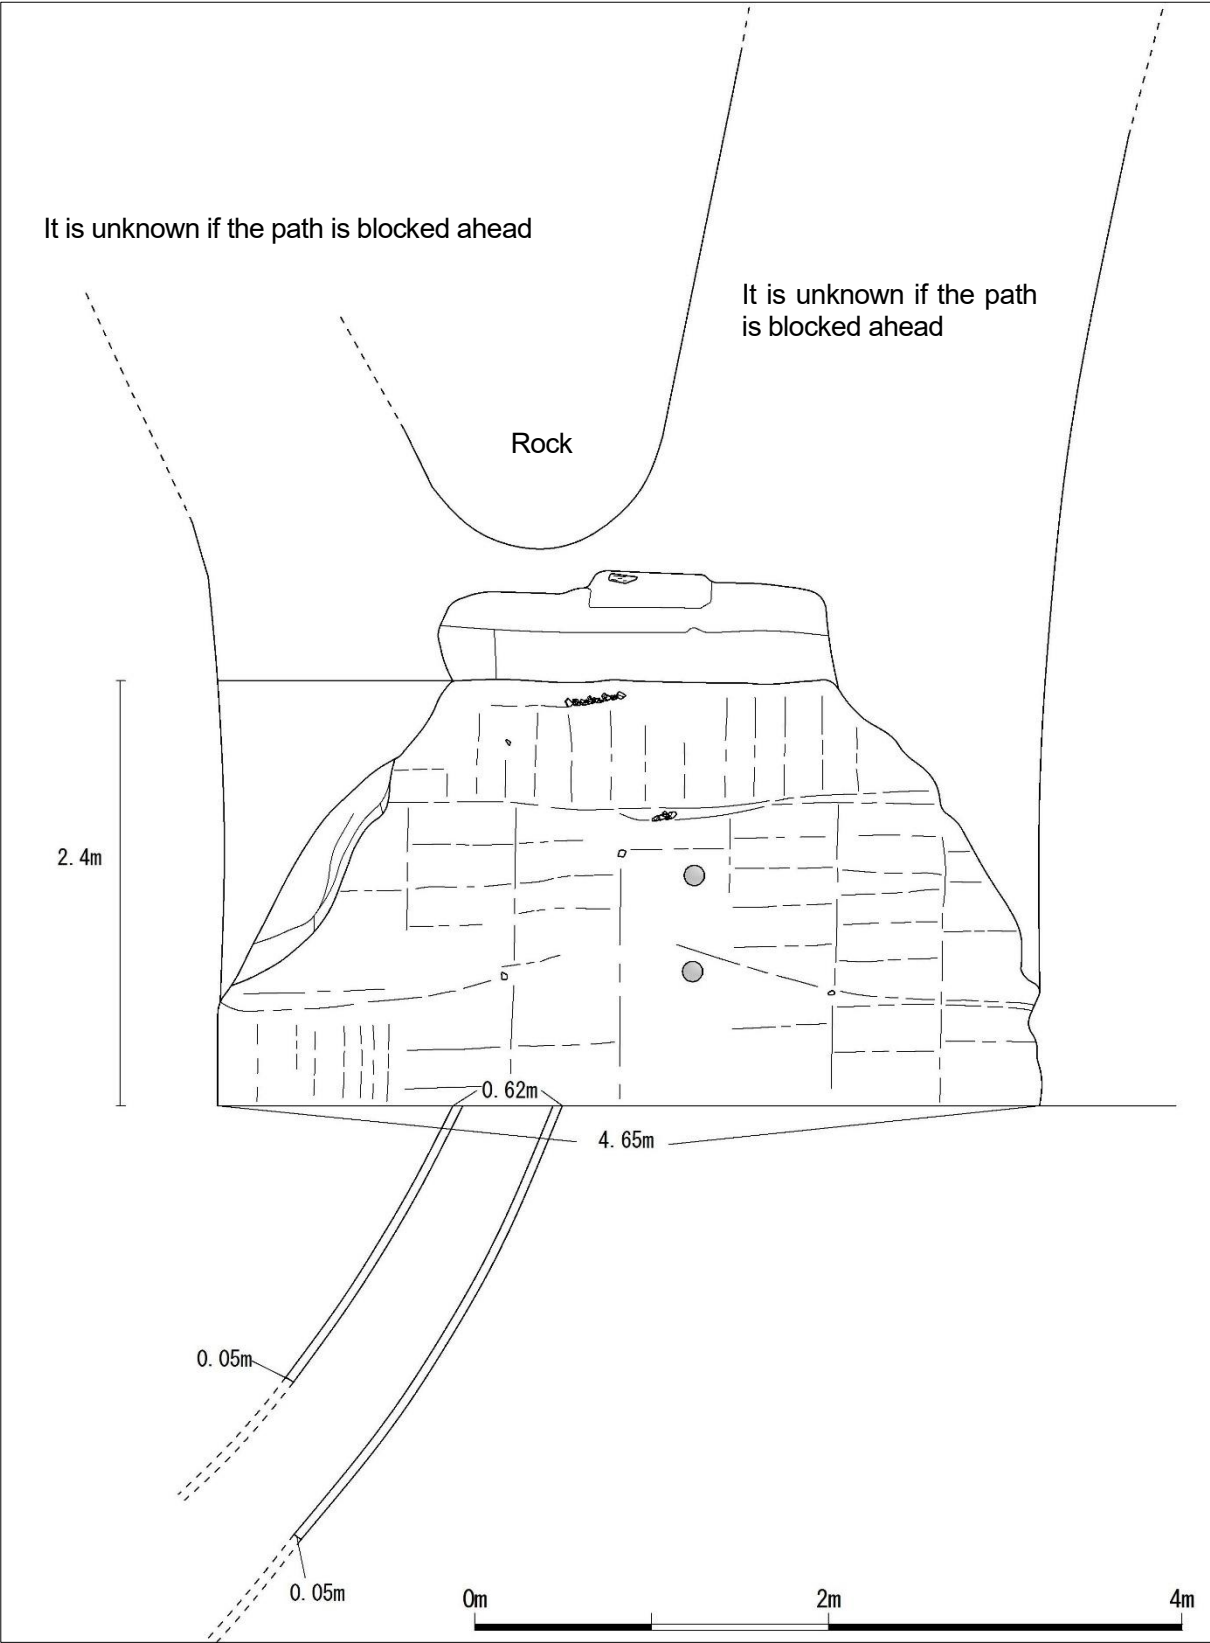 It is unknown if the path is blocked ahead
It is unknown if the path
is blocked ahead
Rock
2.4m
0.62m
4.65m
0.05m
0.05m
0m
2m
4m